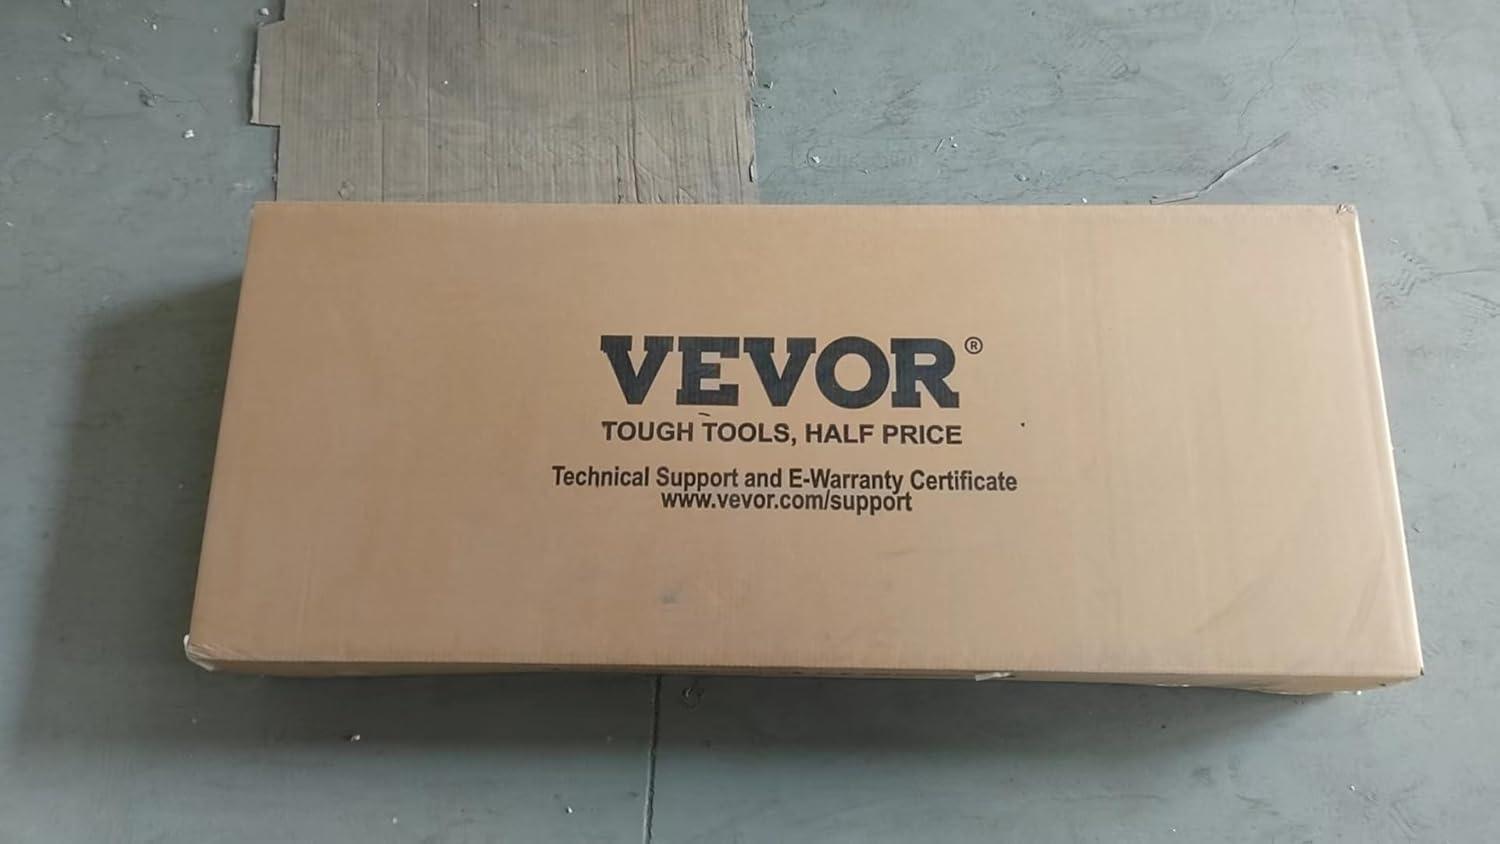 VEVOR®
TOUGH TOOLS, HALF PRICE
Technical Support and E-Warranty Certificate
www.vevor.com/support